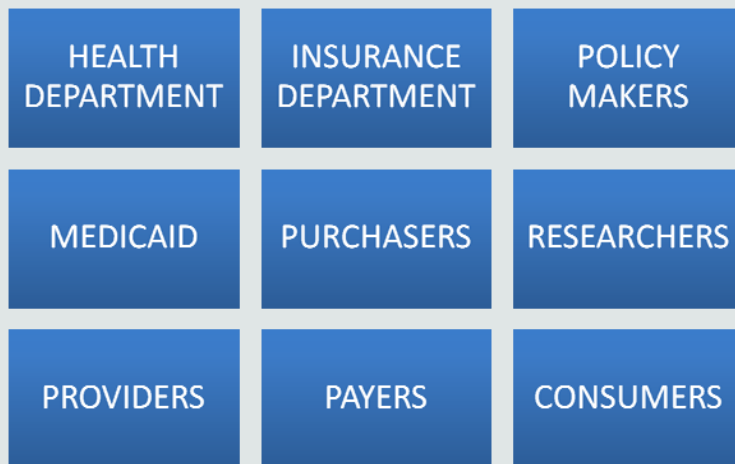 HEALTH
DEPARTMENT
INSURANCE
DEPARTMENT
POLICY
MAKERS
MEDICAID
PURCHASERS
RESEARCHERS
PROVIDERS
PAYERS
CONSUMERS